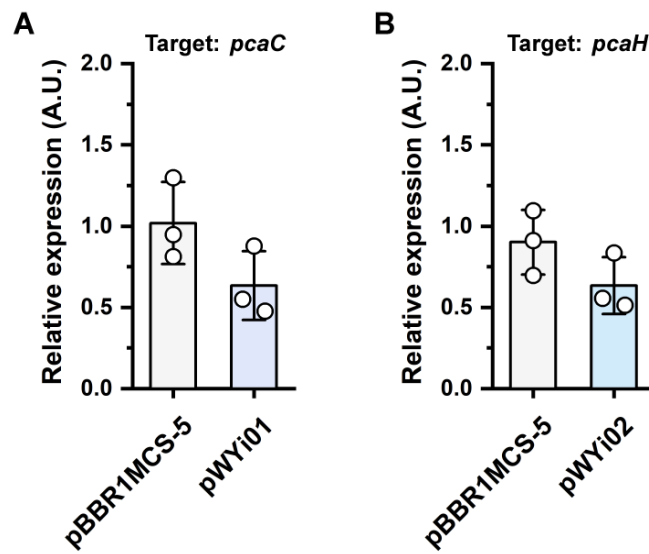 A
Target: pcaC
Relative expression (A.U.)
2.0
1.5
1.0
0.5
0.0
pBBR1MCS-5
pWYi01
B
Target: pcaH
Relative expression (A.U.)
2.0
1.5
1.0
0.5
0.0
pBBR1MCS-5
pWYi02